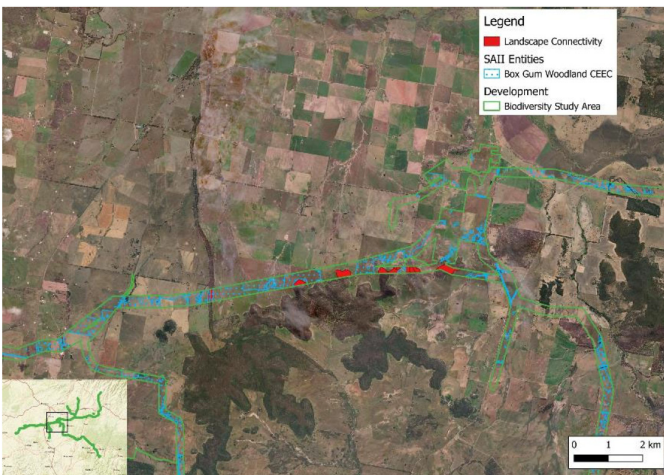 Legend
Landscape Connectivity
SAII Entities
Box Gum Woodland CEEC
Development
Biodiversity Study Area
0 1 2 km